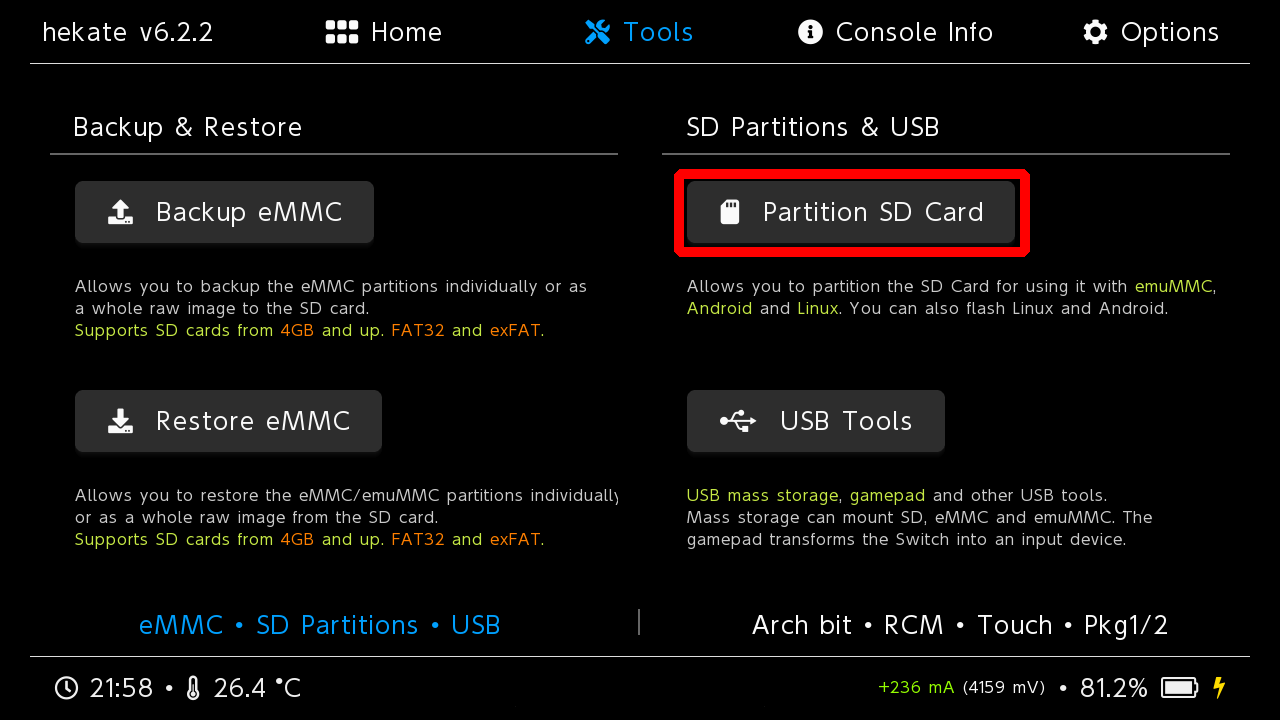 hekate v6.2.2
Home
Tools
Console Info
Options
Backup & Restore
SD Partitions & USB
Backup eMMC
Partition SD Card
Allows you to backup the eMMC partitions individually or as
a whole raw image to the SD card.
Supports SD cards from 4GB and up. FAT32 and exFAT.
Allows you to partition the SD Card for using it with emuMMC,
Android and Linux. You can also flash Linux and Android.
Restore eMMC
USB Tools
Allows you to restore the eMMC/emuMMC partitions individually
or as a whole raw image from the SD card.
Supports SD cards from 4GB and up. FAT32 and exFAT.
USB mass storage, gamepad and other USB tools.
Mass storage can mount SD, eMMC and emuMMC. The
gamepad transforms the Switch into an input device.
eMMC • SD Partitions • USB
Arch bit • RCM • Touch • Pkg1/2
21:58 • 26.4 °C
+236 mA (4159 mV) • 81.2%